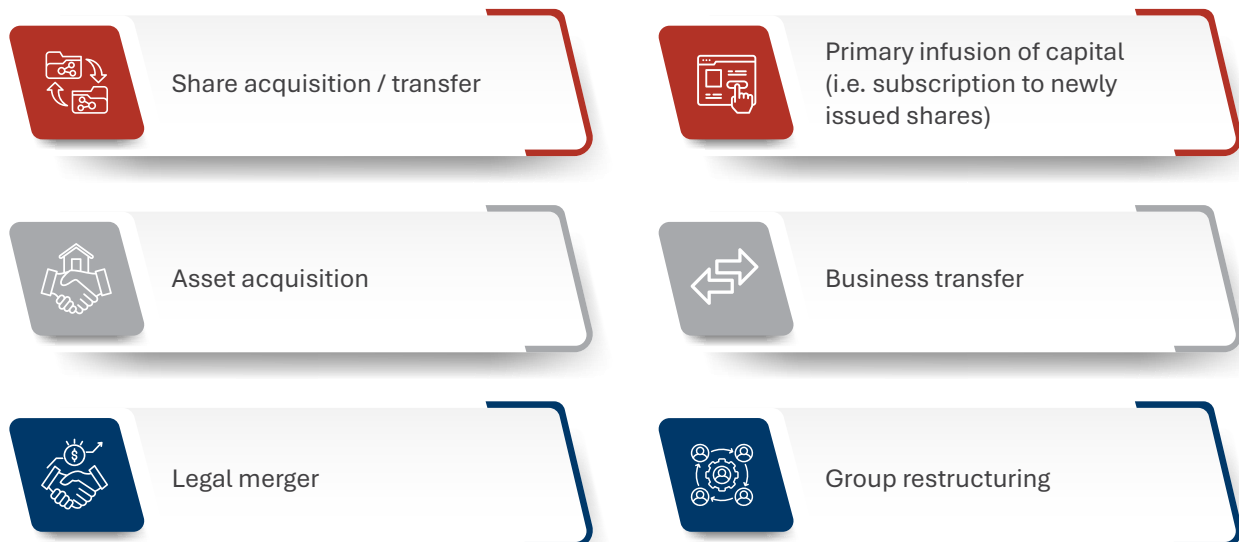 Share acquisition / transfer
Primary infusion of capital
(i.e. subscription to newly
issued shares)
Asset acquisition
Business transfer
$
Legal merger
Group restructuring